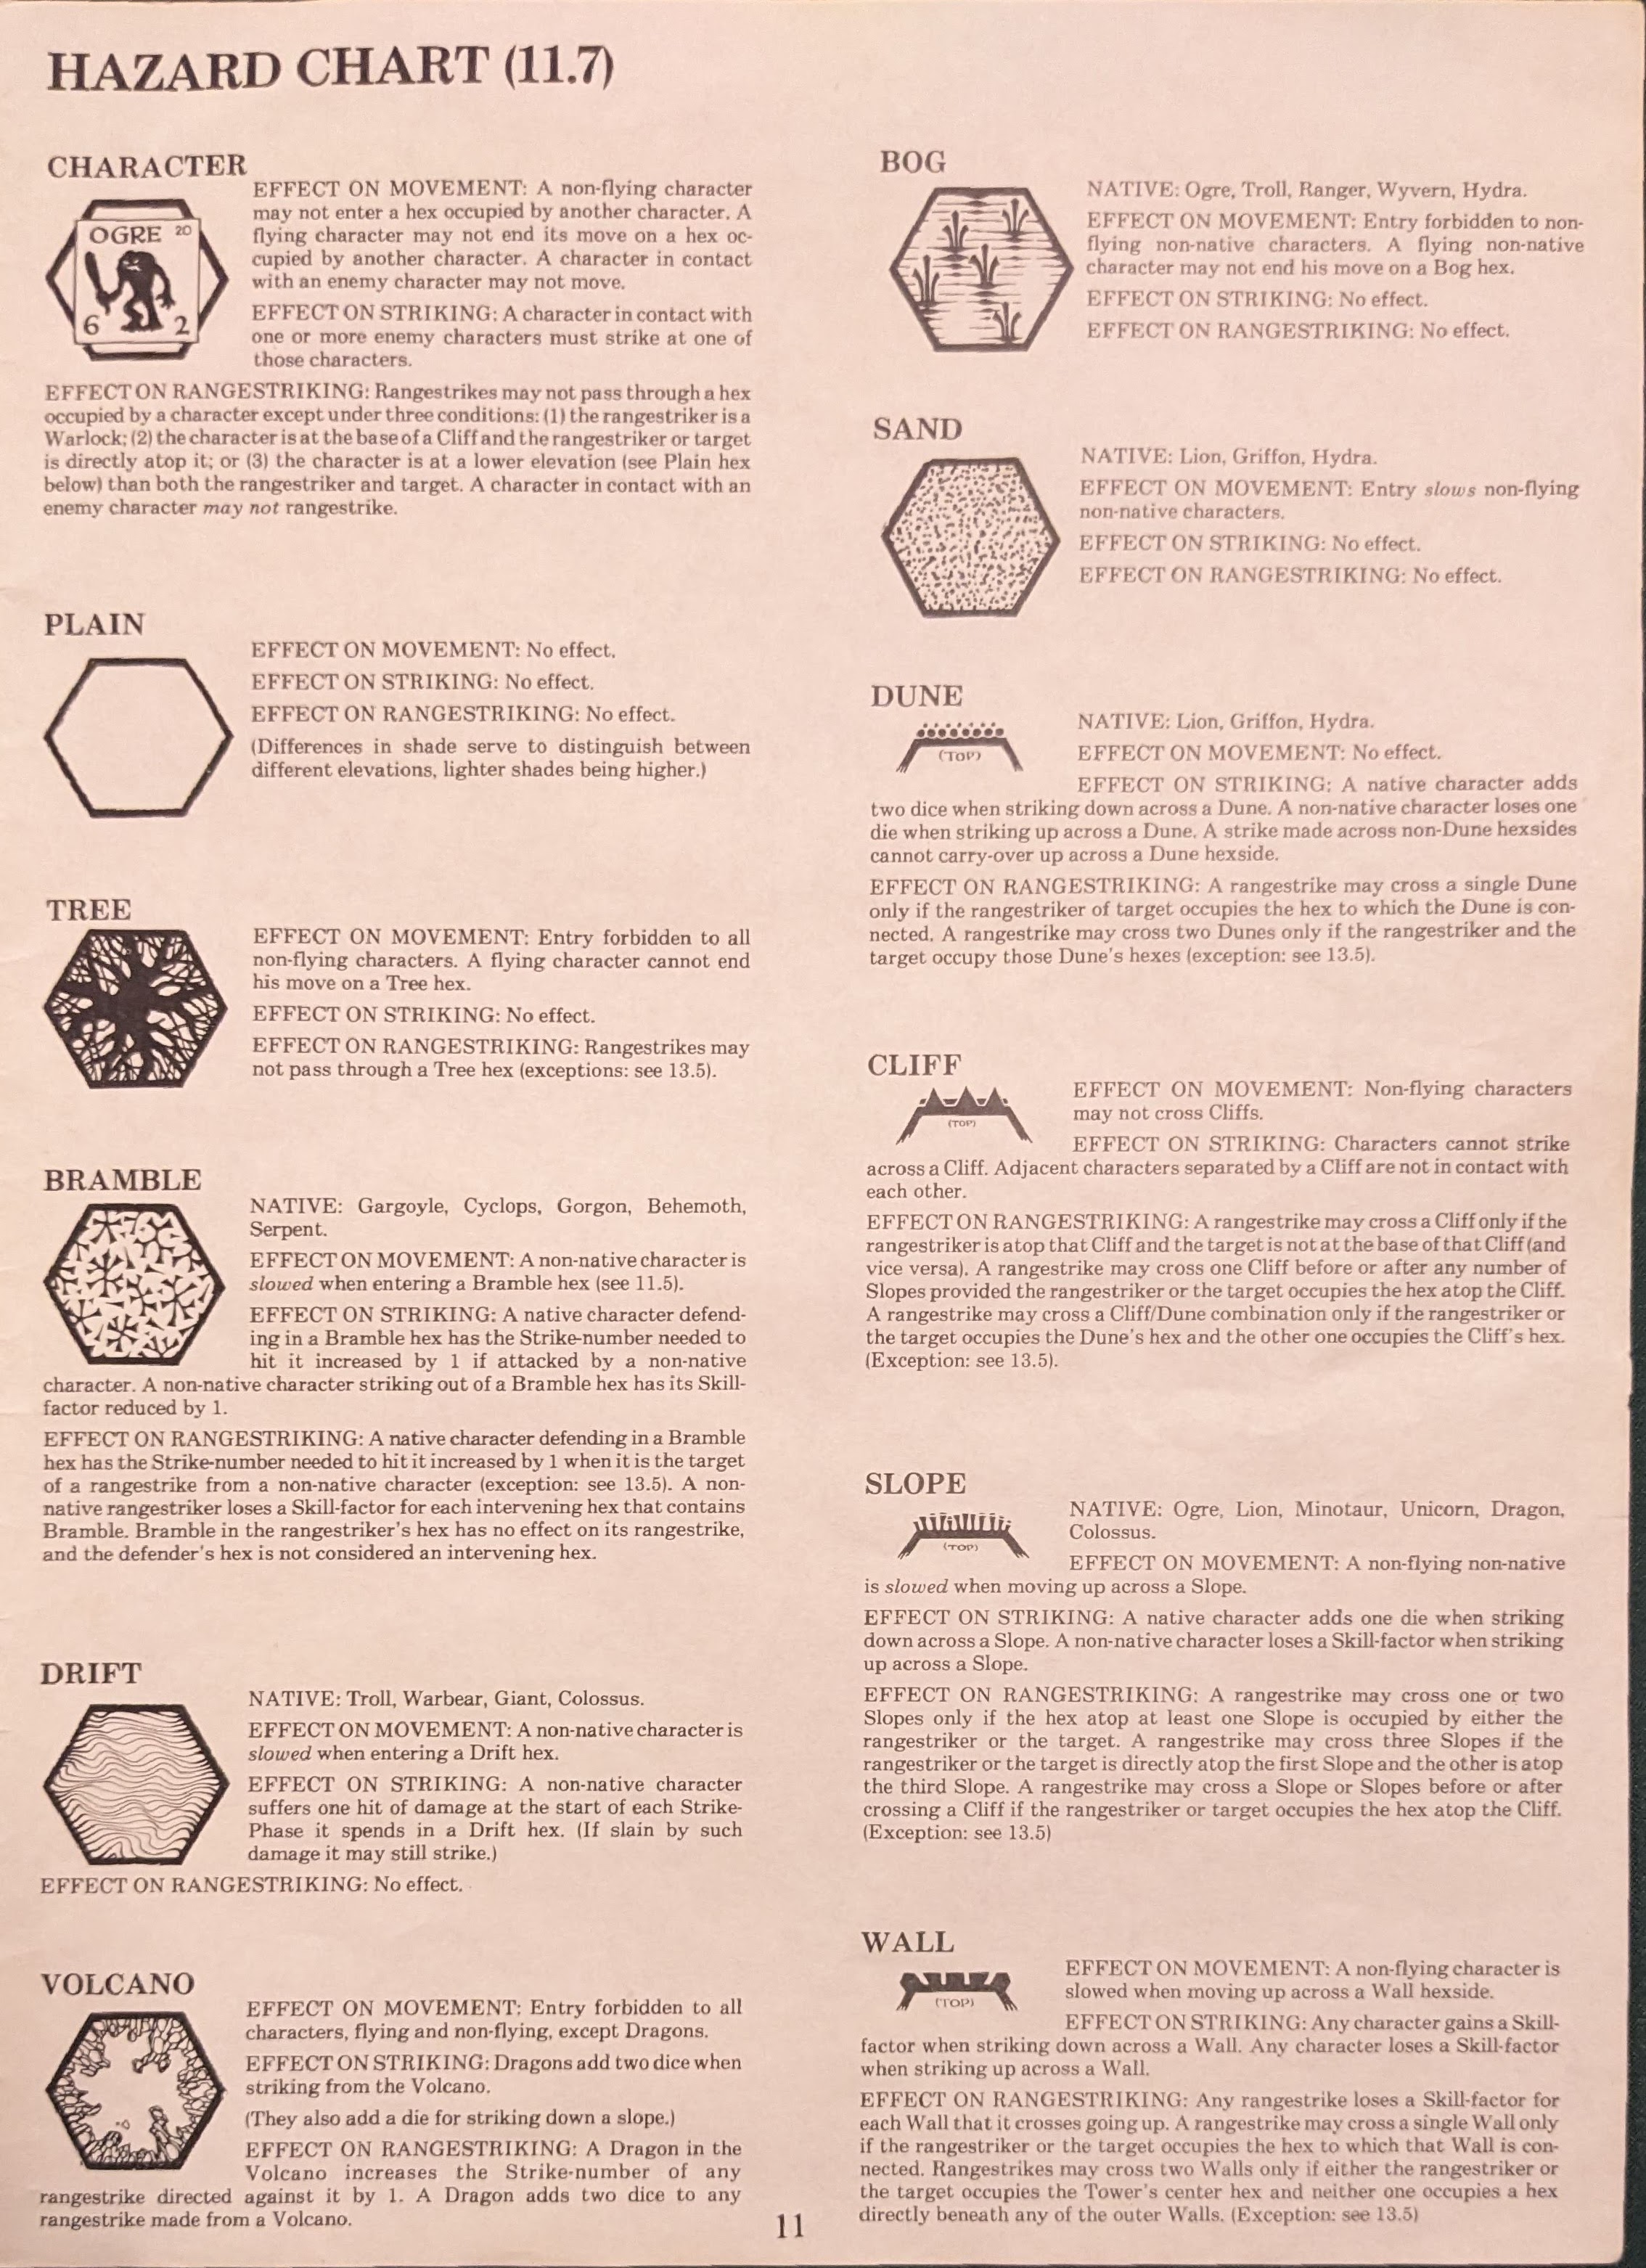 HAZARD CHART (11.7)
CHARACTER
EFFECT ON MOVEMENT: A non-flying character
may not enter a hex occupied by another character. A
flying character may not end its move on a hex oc-
cupied by another character. A character in contact
with an enemy character may not move.
EFFECT ON STRIKING: A character in contact with
one or more enemy characters must strike at one of
those characters.
OGRE 20
6 2
EFFECT ON RANGESTRIKING: Rangestrikes may not pass through a hex
occupied by a character except under three conditions: (1) the rangestriker is a
Warlock; (2) the character is at the base of a Cliff and the rangestriker or target
is directly atop it; or (3) the character is at a lower elevation (see Plain hex
below) than both the rangestriker and target. A character in contact with an
enemy character may not rangestrike.
PLAIN
EFFECT ON MOVEMENT: No effect.
EFFECT ON STRIKING: No effect.
EFFECT ON RANGESTRIKING: No effect.
(Differences in shade serve to distinguish between
different elevations, lighter shades being higher.)
TREE
EFFECT ON MOVEMENT: Entry forbidden to all
non-flying characters. A flying character cannot end
his move on a Tree hex.
EFFECT ON STRIKING: No effect.
EFFECT ON RANGESTRIKING: Rangestrikes may
not pass through a Tree hex (exceptions: see 13.5).
BRAMBLE
NATIVE: Gargoyle, Cyclops, Gorgon, Behemoth,
Serpent.
EFFECT ON MOVEMENT: A non-native character is
slowed when entering a Bramble hex (see 11.5).
EFFECT ON STRIKING: A native character defend-
ing in a Bramble hex has the Strike-number needed to
hit it increased by 1 if attacked by a non-native
character. A non-native character striking out of a Bramble hex has its Skill-
factor reduced by 1.
EFFECT ON RANGESTRIKING: A native character defending in a Bramble
hex has the Strike-number needed to hit it increased by 1 when it is the target
of a rangestrike from a non-native character (exception: see 13.5). A non-
native rangestriker loses a Skill-factor for each intervening hex that contains
Bramble. Bramble in the rangestriker's hex has no effect on its rangestrike,
and the defender's hex is not considered an intervening hex.
DRIFT
NATIVE: Troll, Warbear, Giant, Colossus.
EFFECT ON MOVEMENT: A non-native character is
slowed when entering a Drift hex.
EFFECT ON STRIKING: A non-native character
suffers one hit of damage at the start of each Strike-
Phase it spends in a Drift hex. (If slain by such
damage it may still strike.)
EFFECT ON RANGESTRIKING: No effect.
VOLCANO
EFFECT ON MOVEMENT: Entry forbidden to all
characters, flying and non-flying, except Dragons.
EFFECT ON STRIKING: Dragons add two dice when
striking from the Volcano.
(They also add a die for striking down a slope.)
EFFECT ON RANGESTRIKING: A Dragon in the
Volcano increases the Strike-number of any
rangestrike directed against it by 1. A Dragon adds two dice to any
rangestrike made from a Volcano.
BOG
NATIVE: Ogre, Troll, Ranger, Wyvern, Hydra.
EFFECT ON MOVEMENT: Entry forbidden to non-
flying non-native characters. A flying non-native
character may not end his move on a Bog hex.
EFFECT ON STRIKING: No effect.
EFFECT ON RANGESTRIKING: No effect.
SAND
NATIVE: Lion, Griffon, Hydra.
EFFECT ON MOVEMENT: Entry slows non-flying
non-native characters.
EFFECT ON STRIKING: No effect.
EFFECT ON RANGESTRIKING: No effect.
DUNE
(TOP)
NATIVE: Lion, Griffon, Hydra.
EFFECT ON MOVEMENT: No effect.
EFFECT ON STRIKING: A native character adds
two dice when striking down across a Dune. A non-native character loses one
die when striking up across a Dune. A strike made across non-Dune hexsides
cannot carry-over up across a Dune hexside.
EFFECT ON RANGESTRIKING: A rangestrike may cross a single Dune
only if the rangestriker of target occupies the hex to which the Dune is con-
nected. A rangestrike may cross two Dunes only if the rangestriker and the
target occupy those Dune's hexes (exception: see 13.5).
CLIFF
(TOP)
EFFECT ON MOVEMENT: Non-flying characters
may not cross Cliffs.
EFFECT ON STRIKING: Characters cannot strike
across a Cliff. Adjacent characters separated by a Cliff are not in contact with
each other.
EFFECT ON RANGESTRIKING: A rangestrike may cross a Cliff only if the
rangestriker is atop that Cliff and the target is not at the base of that Cliff (and
vice versa). A rangestrike may cross one Cliff before or after any number of
Slopes provided the rangestriker or the target occupies the hex atop the Cliff.
A rangestrike may cross a Cliff/Dune combination only if the rangestriker or
the target occupies the Dune's hex and the other one occupies the Cliff's hex.
(Exception: see 13.5).
SLOPE
(TOP)
NATIVE: Ogre, Lion, Minotaur, Unicorn, Dragon,
Colossus.
EFFECT ON MOVEMENT: A non-flying non-native
is slowed when moving up across a Slope.
EFFECT ON STRIKING: A native character adds one die when striking
down across a Slope. A non-native character loses a Skill-factor when striking
up across a Slope.
EFFECT ON RANGESTRIKING: A rangestrike may cross one or two
Slopes only if the hex atop at least one Slope is occupied by either the
rangestriker or the target. A rangestrike may cross three Slopes if the
rangestriker or the target is directly atop the first Slope and the other is atop
the third Slope. A rangestrike may cross a Slope or Slopes before or after
crossing a Cliff if the rangestriker or target occupies the hex atop the Cliff.
(Exception: see 13.5)
WALL
(TOP)
EFFECT ON MOVEMENT: A non-flying character is
slowed when moving up across a Wall hexside.
EFFECT ON STRIKING: Any character gains a Skill-
factor when striking down across a Wall. Any character loses a Skill-factor
when striking up across a Wall.
EFFECT ON RANGESTRIKING: Any rangestrike loses a Skill-factor for
each Wall that it crosses going up. A rangestrike may cross a single Wall only
if the rangestriker or the target occupies the hex to which that Wall is con-
nected. Rangestrikes may cross two Walls only if either the rangestriker or
the target occupies the Tower's center hex and neither one occupies a hex
directly beneath any of the outer Walls. (Exception: see 13.5)
11